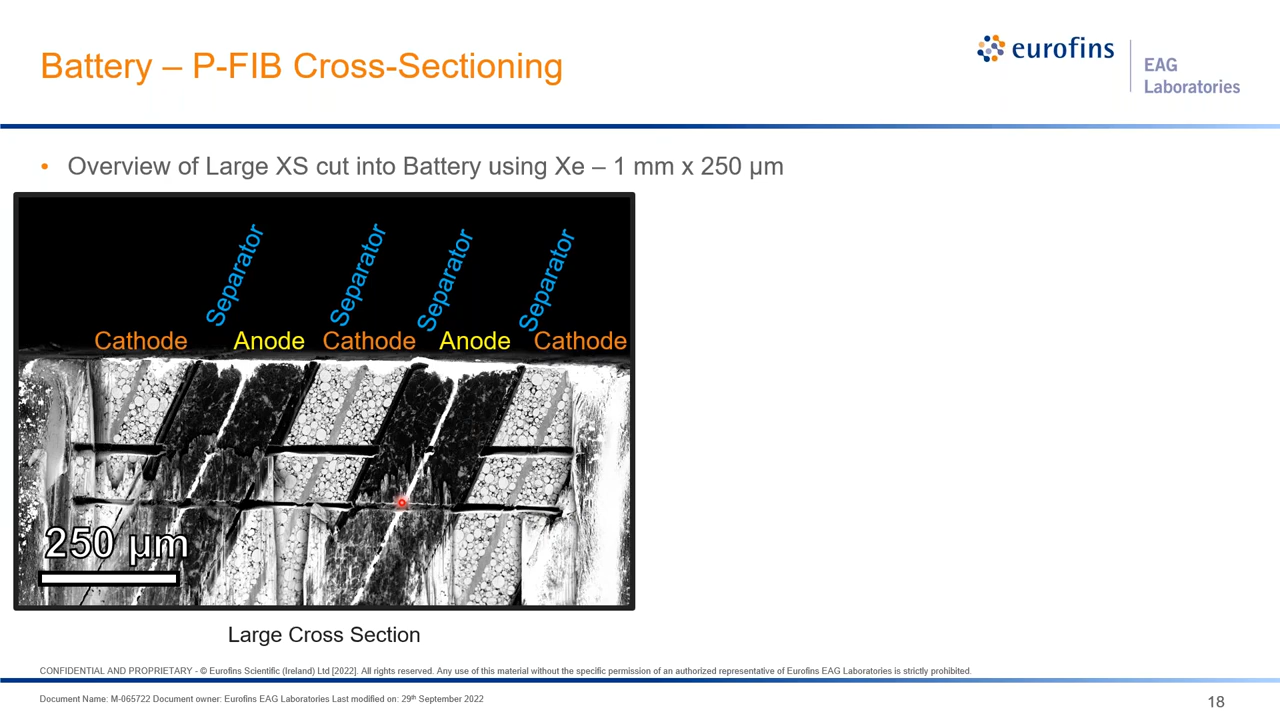 Battery – P-FIB Cross-Sectioning
eurofins
EAG
Laboratories
• Overview of Large XS cut into Battery using Xe – 1 mm x 250 µm
Separator
Separator
Separator
Separator
Cathode Anode Cathode Anode Cathode
250 µm
Large Cross Section
CONFIDENTIAL AND PROPRIETARY - © Eurofins Scientific (Ireland) Ltd [2022]. All rights reserved. Any use of this material without the specific permission of an authorized representative of Eurofins EAG Laboratories is strictly prohibited.
Document Name: M-065722 Document owner: Eurofins EAG Laboratories Last modified on: 29th September 2022
18